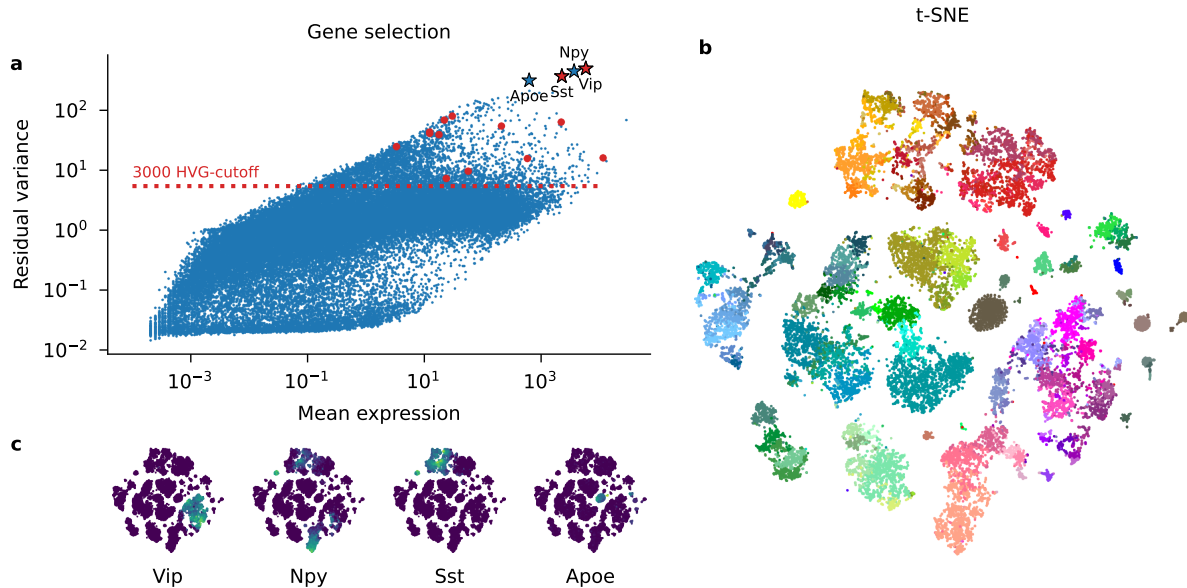 Gene selection
a
Residual variance
10²
10¹
10⁰
10⁻¹
10⁻²
3000 HVG-cutoff
Npy
Apoe
Sst
Vip
10⁻³
10⁻¹
10¹
10³
Mean expression
t-SNE
b
c
Vip
Npy
Sst
Apoe